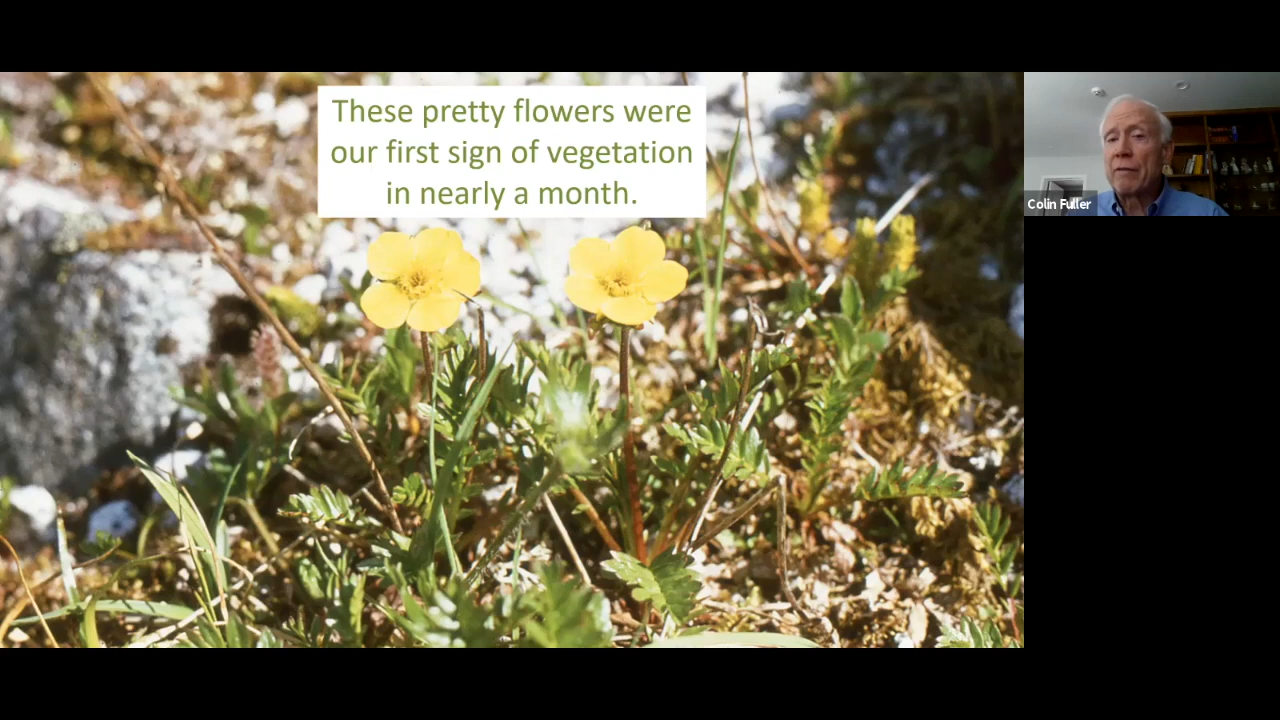 These pretty flowers were
our first sign of vegetation
in nearly a month.
Colin Fuller